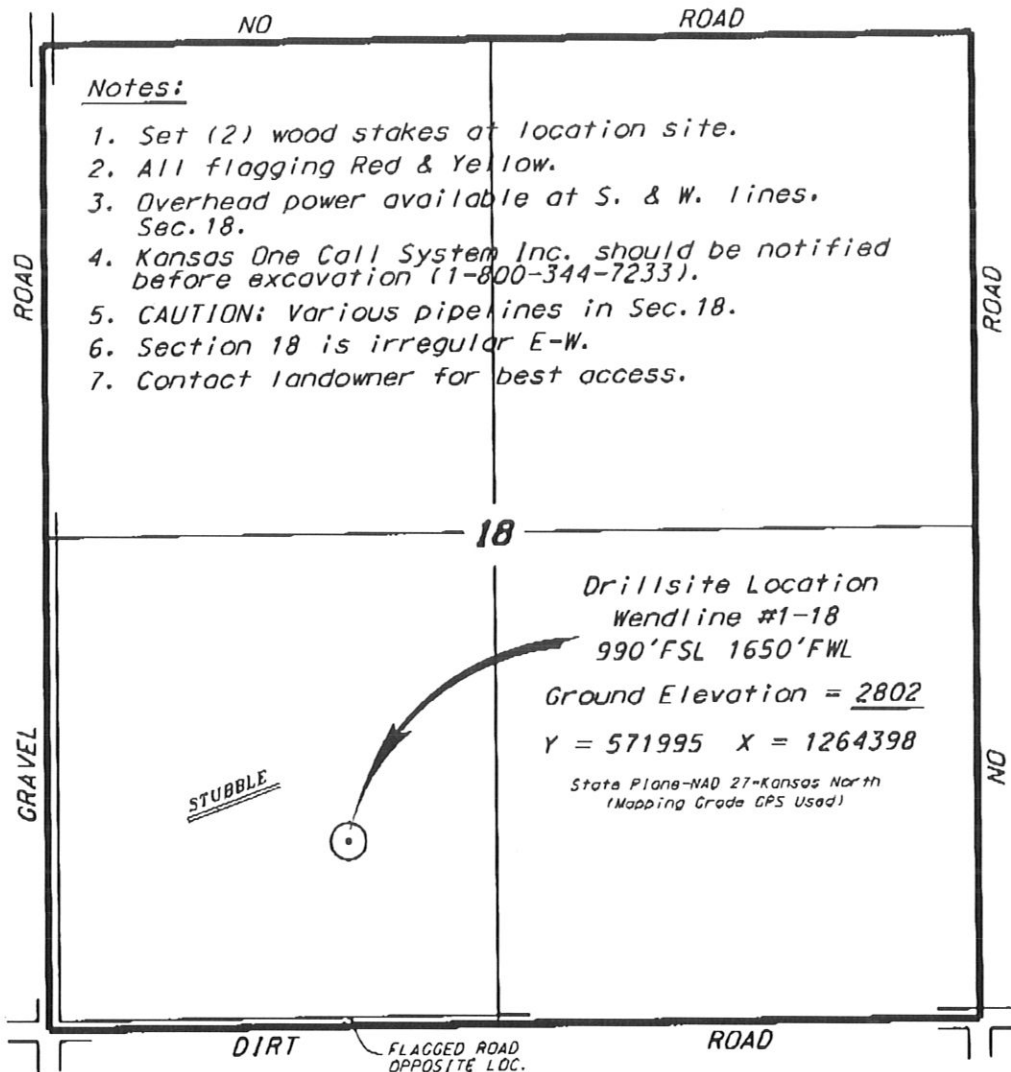 NO ROAD
Notes:
1. Set (2) wood stakes at location site.
2. All flagging Red & Yellow.
3. Overhead power available at S. & W. lines.
Sec.18.
4. Kansas One Call System Inc. should be notified
before excavation (1-800-344-7233).
5. CAUTION: Various pipelines in Sec.18.
6. Section 18 is irregular E-W.
7. Contact landowner for best access.
ROAD
ROAD
18
Drillsite Location
Wendline #1-18
990'FSL 1650'FWL
Ground Elevation = 2802
Y = 571995 X = 1264398
State Plane-NAD 27-Kansas North
(Mapping Grade GPS Used)
GRAVEL
NO
STUBBLE
DIRT ROAD
FLAGGED ROAD
OPPOSITE LOC.